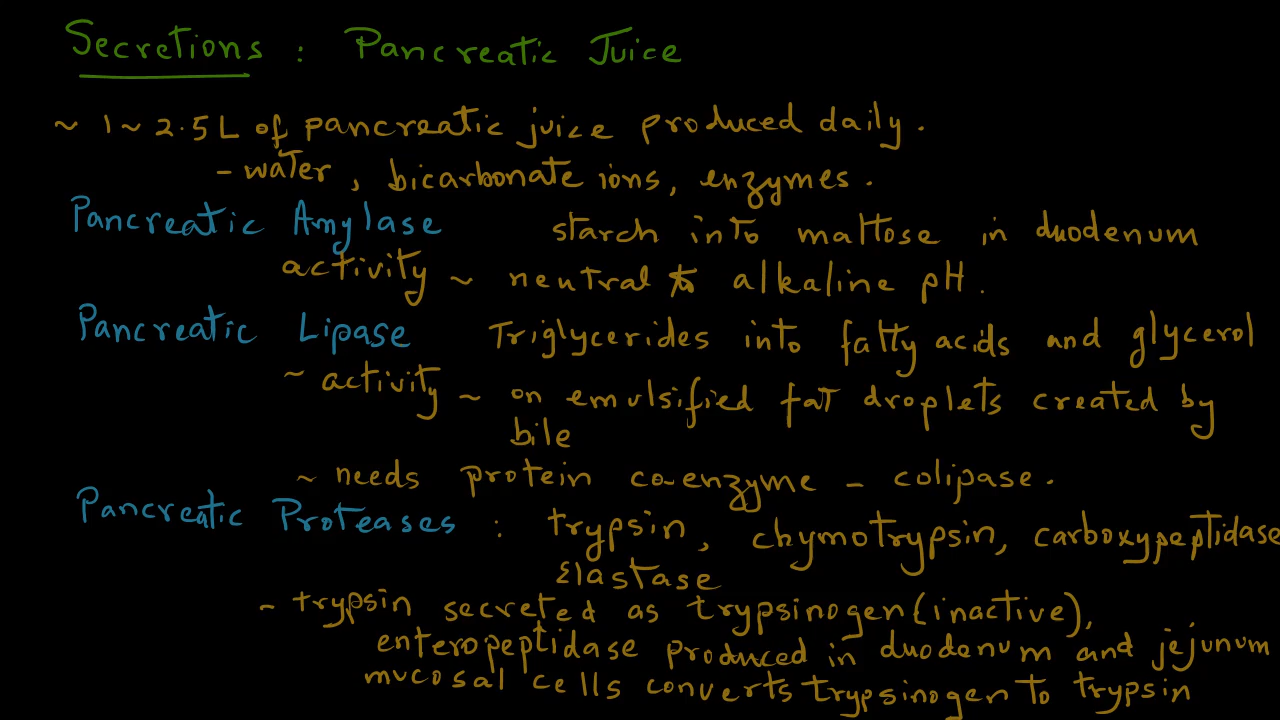 Secretions : Pancreatic Juice
~ 1 ~ 2.5 L of pancreatic juice produced daily.
- water, bicarbonate ions, enzymes.
Pancreatic Amylase starch into maltose in duodenum
activity ~ neutral to alkaline pH.
Pancreatic Lipase Triglycerides into fatty acids and glycerol
~ activity ~ on emulsified fat droplets created by
bile
~ needs protein co-enzyme - colipase.
Pancreatic Proteases : trypsin, chymotrypsin, carboxypeptidase
Elastase
~ trypsin secreted as trypsinogen (inactive),
enteropeptidase produced in duodenum and jejunum
mucosal cells converts trypsinogen to trypsin